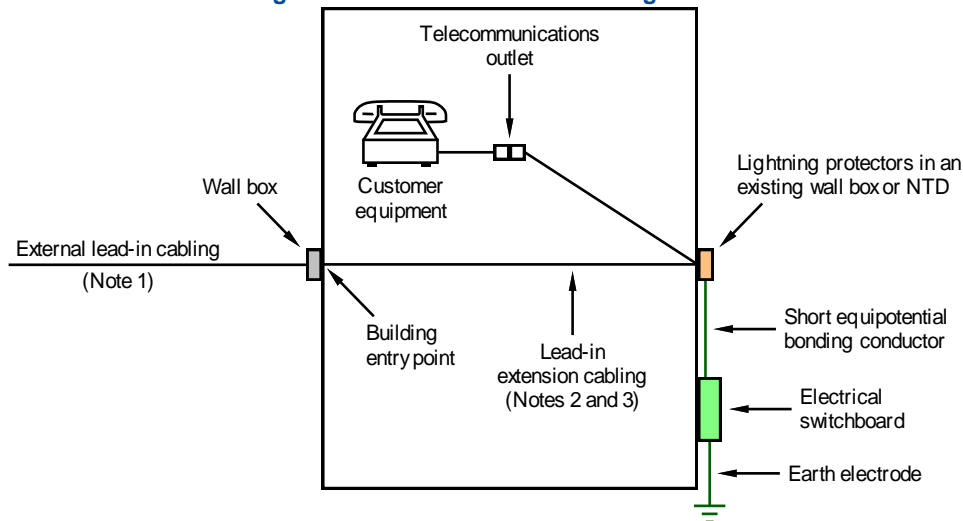 Telecommunications
outlet
Lightning protectors in an
existing wall box or NTD
Wall box
Customer
equipment
External lead-in cabling
(Note 1)
Building
entry point
Lead-in
extension cabling
(Notes 2 and 3)
Short equipotential
bonding conductor
Electrical
switchboard
Earth electrode